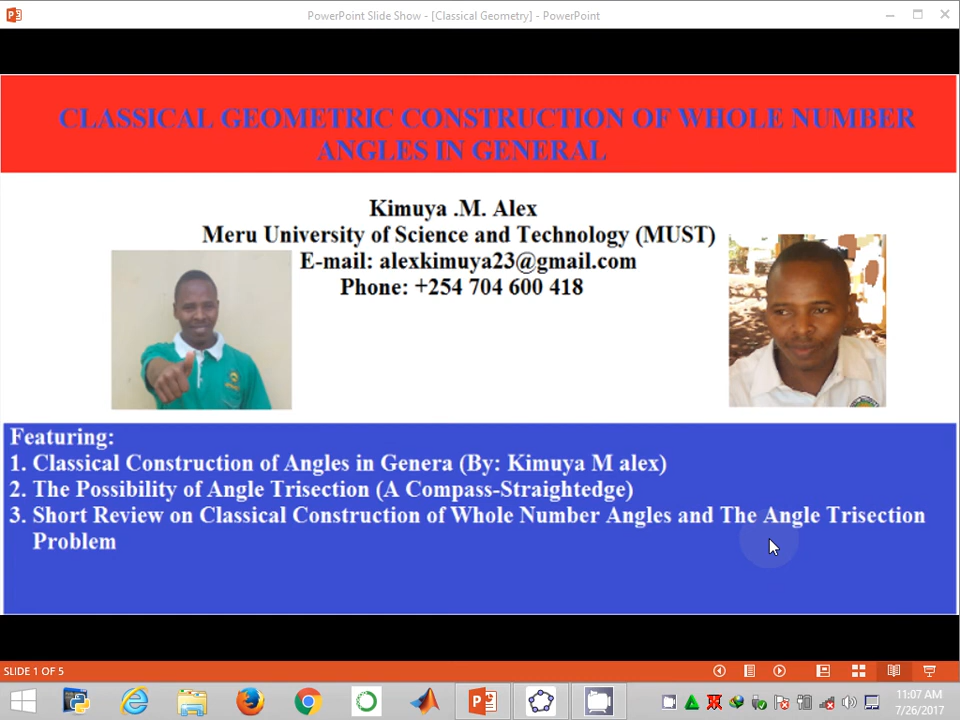 PowerPoint Slide Show - [Classical Geometry] - PowerPoint
CLASSICAL GEOMETRIC CONSTRUCTION OF WHOLE NUMBER
ANGLES IN GENERAL
Kimuya .M. Alex
Meru University of Science and Technology (MUST)
E-mail: alexkimuya23@gmail.com
Phone: +254 704 600 418
Featuring:
1. Classical Construction of Angles in Genera (By: Kimuya M alex)
2. The Possibility of Angle Trisection (A Compass-Straightedge)
3. Short Review on Classical Construction of Whole Number Angles and The Angle Trisection
Problem
SLIDE 1 OF 5
11:07 AM
7/26/2017